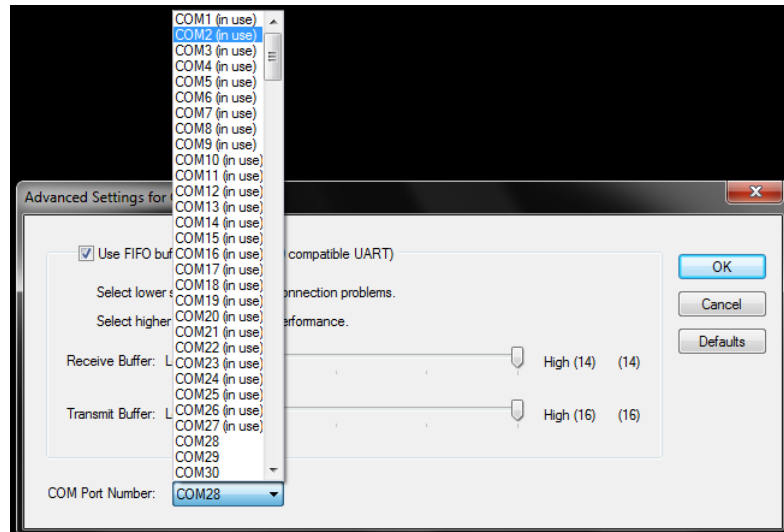 COM1 (in use)
COM2 (in use)
COM3 (in use)
COM4 (in use)
COM5 (in use)
COM6 (in use)
COM7 (in use)
COM8 (in use)
COM9 (in use)
COM10 (in use)
COM11 (in use)
COM12 (in use)
COM13 (in use)
COM14 (in use)
COM15 (in use)
COM16 (in use)
COM17 (in use)
COM18 (in use)
COM19 (in use)
COM20 (in use)
COM21 (in use)
COM22 (in use)
COM23 (in use)
COM24 (in use)
COM25 (in use)
COM26 (in use)
COM27 (in use)
COM28
COM29
COM30
Advanced Settings for
Use FIFO compatible UART)
Select lower connection problems.
Select higher
Receive Buffer: High (14) (14)
Transmit Buffer: High (16) (16)
COM Port Number: COM28
OK
Cancel
Defaults